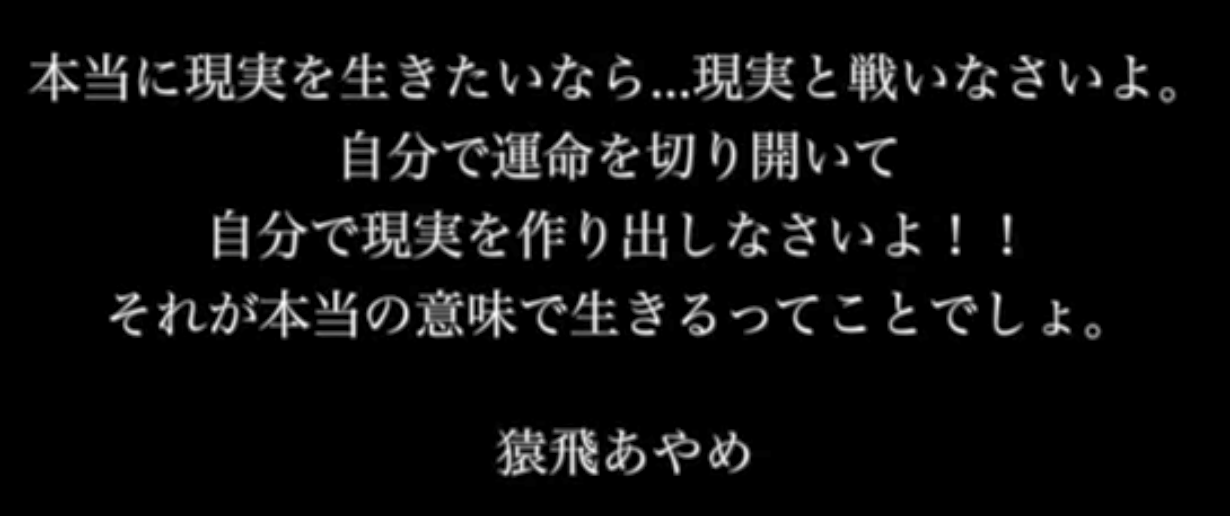 本当に現実を生きたいなら...現実と戦いなさいよ。
自分で運命を切り開いて
自分で現実を作り出しなさいよ！！
それが本当の意味で生きるってことでしょ。
猿飛あやめ